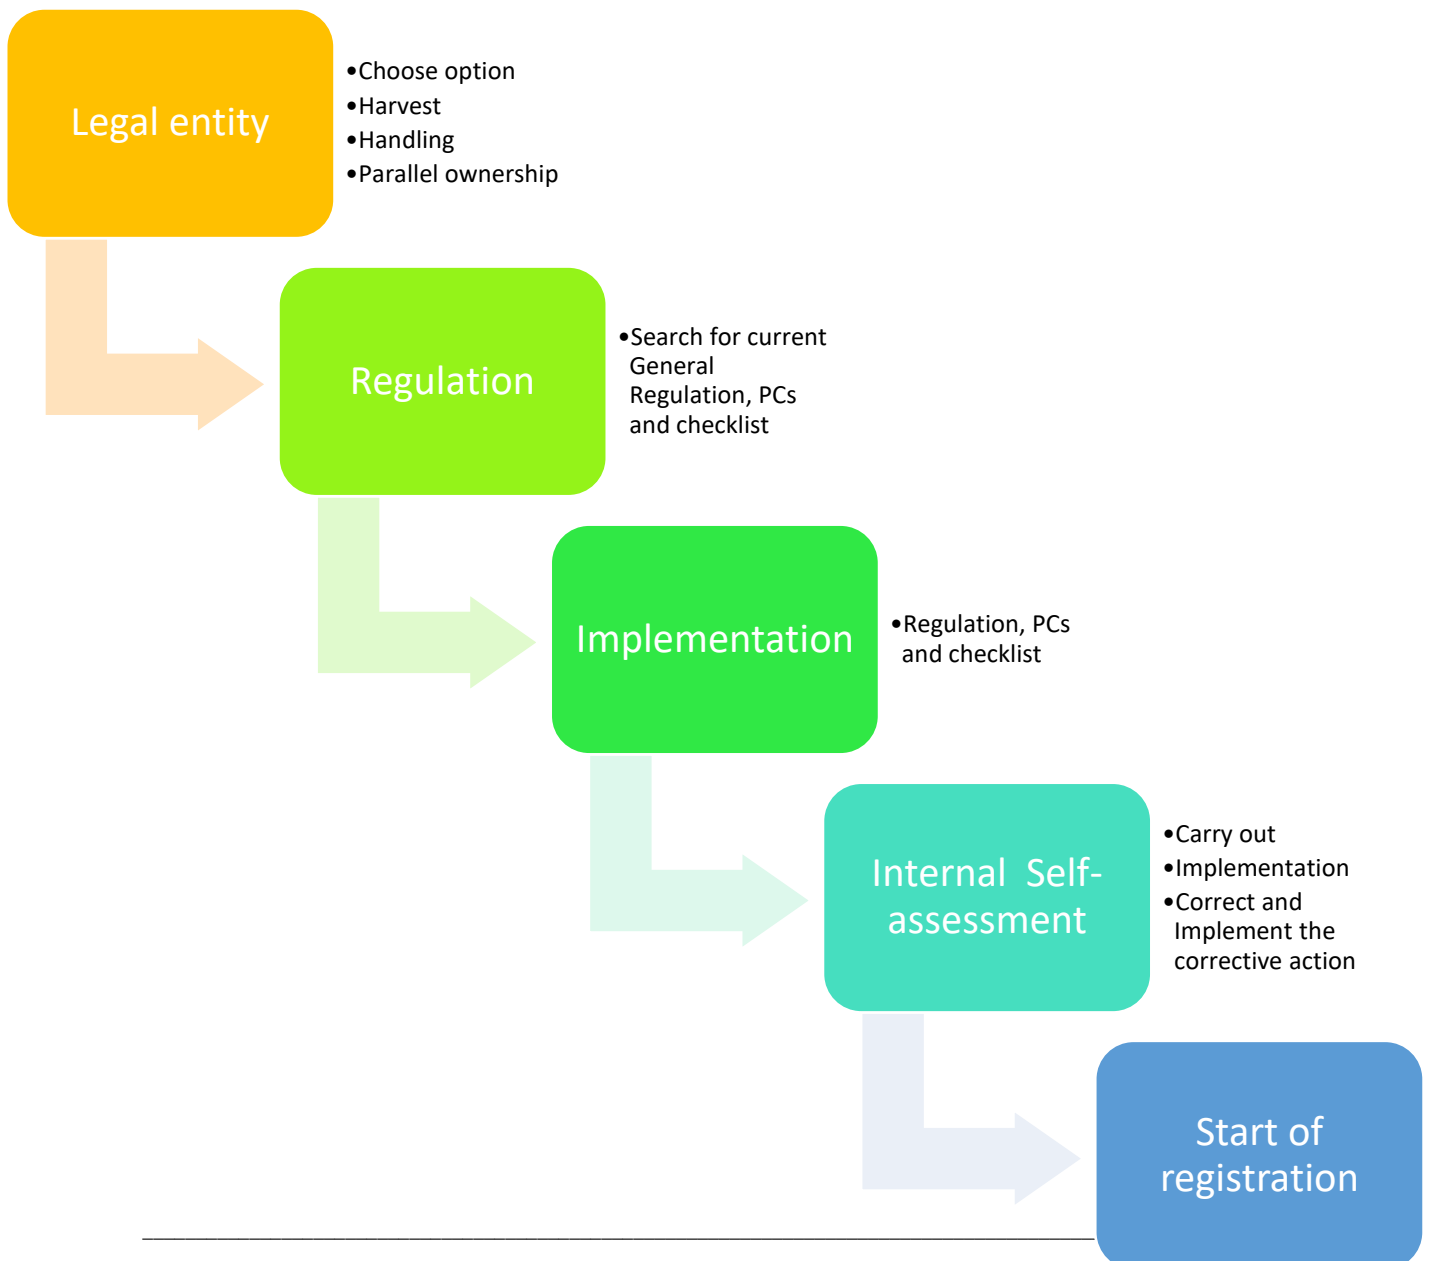 Legal entity
•Choose option
•Harvest
•Handling
•Parallel ownership
Regulation
•Search for current
General
Regulation, PCs
and checklist
Implementation
•Regulation, PCs
and checklist
Internal  Self-
assessment
•Carry out
•Implementation
•Correct and
Implement the
corrective action
Start of
registration